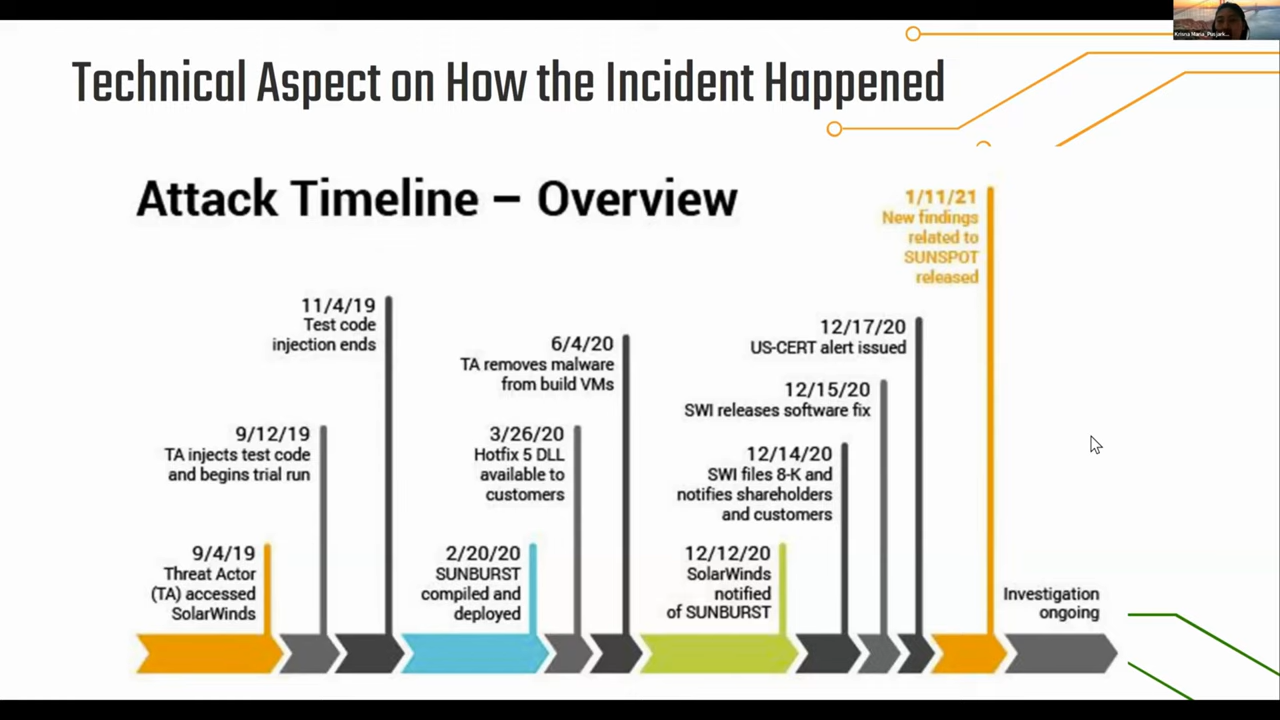 Technical Aspect on How the Incident Happened
Attack Timeline – Overview
9/4/19
Threat Actor
(TA) accessed
SolarWinds
9/12/19
TA injects test code
and begins trial run
11/4/19
Test code
injection ends
2/20/20
SUNBURST
compiled and
deployed
3/26/20
Hotfix 5 DLL
available to
customers
6/4/20
TA removes malware
from build VMs
12/12/20
SolarWinds
notified
of SUNBURST
12/14/20
SWI files 8-K and
notifies shareholders
and customers
12/15/20
SWI releases software fix
12/17/20
US-CERT alert issued
1/11/21
New findings
related to
SUNSPOT
released
Investigation
ongoing